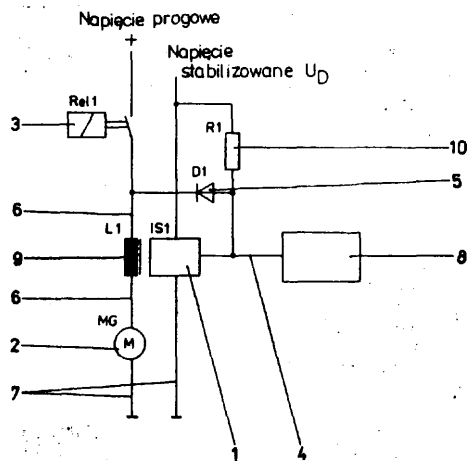 Napięcie progowe
+
Napięcie
stabilizowane U_D
Rel1
3
R1
10
D1
5
6
L1
IS1
9
8
6
MG
2
M
7
1
4